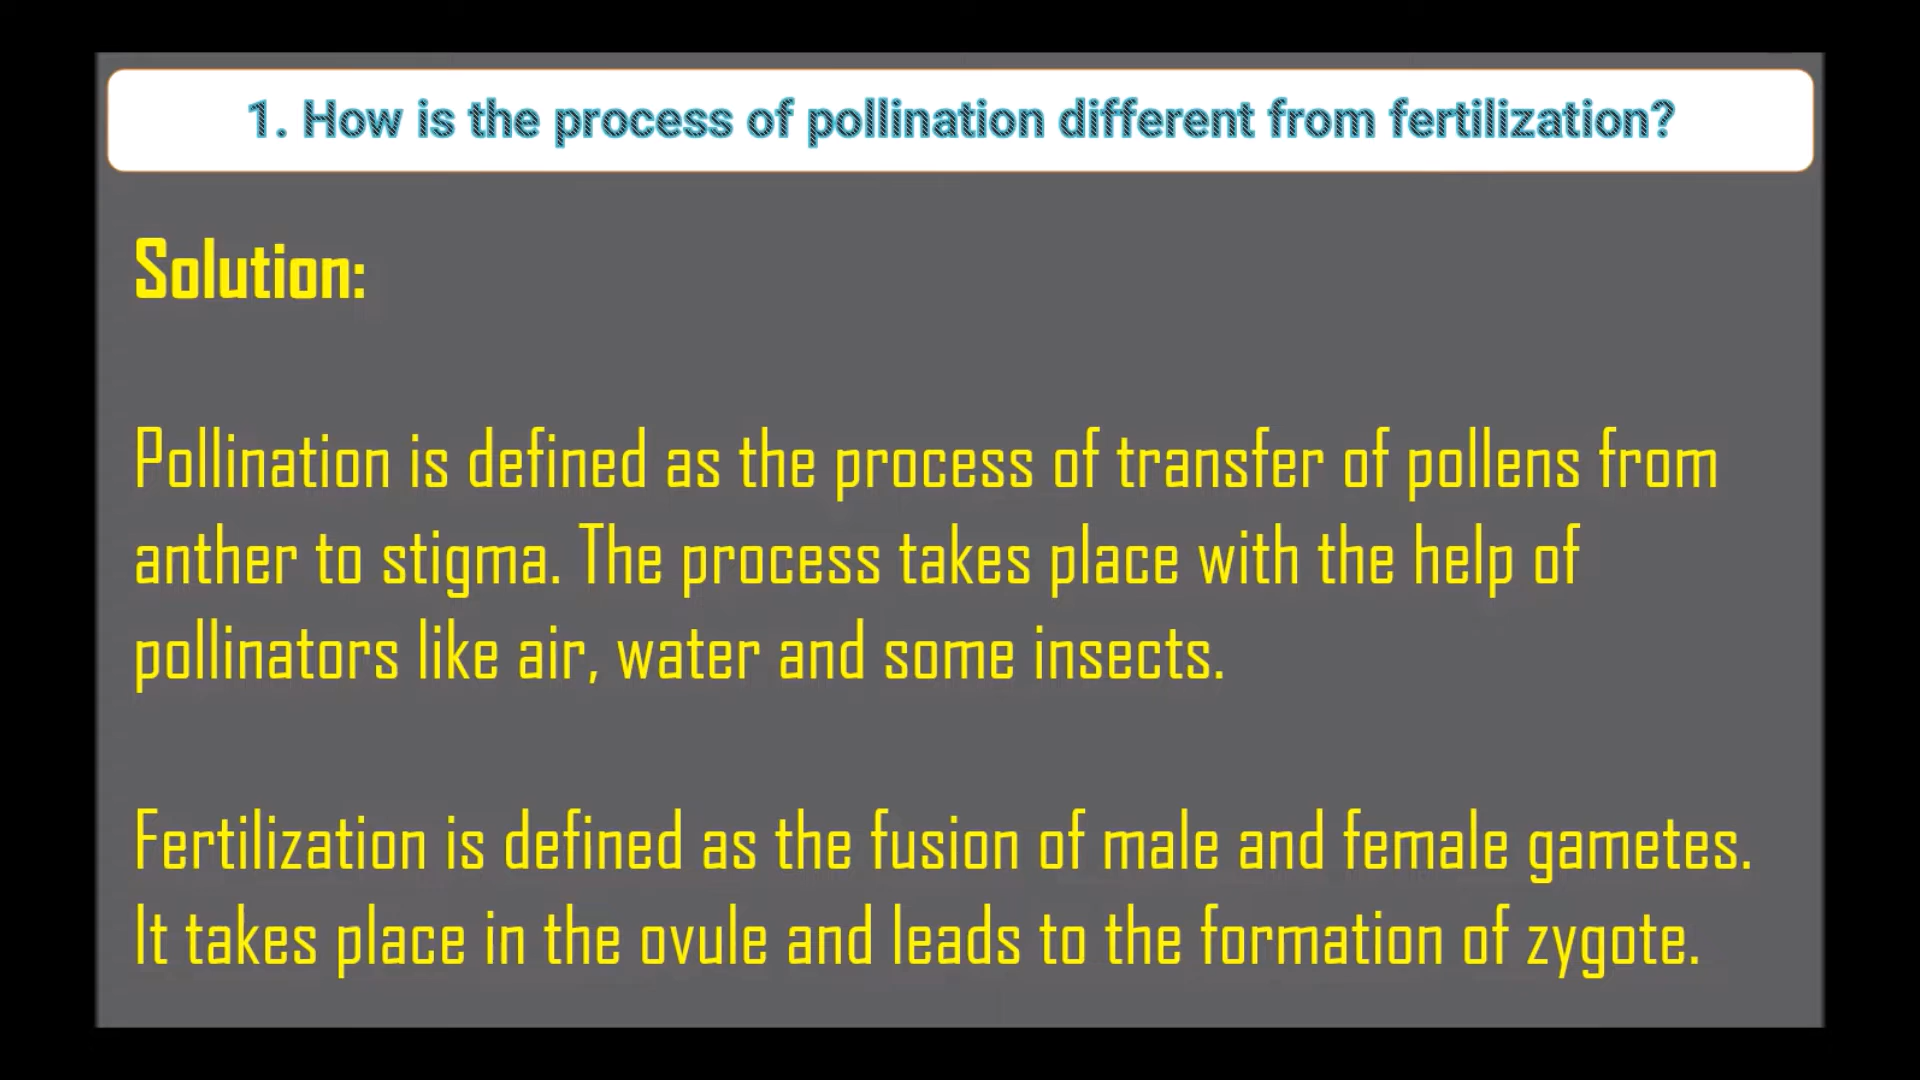 1. How is the process of pollination different from fertilization?
Solution:
Pollination is defined as the process of transfer of pollens from
anther to stigma. The process takes place with the help of
pollinators like air, water and some insects.
Fertilization is defined as the fusion of male and female gametes.
It takes place in the ovule and leads to the formation of zygote.